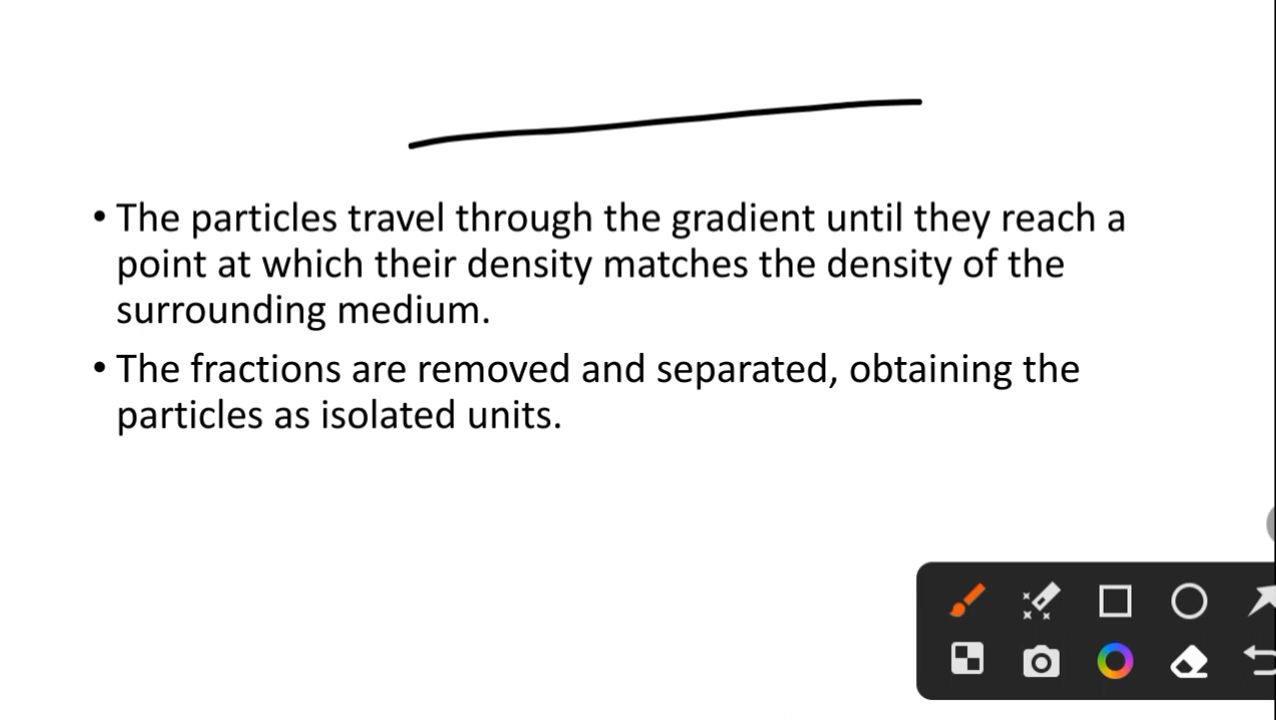 • The particles travel through the gradient until they reach a
point at which their density matches the density of the
surrounding medium.
• The fractions are removed and separated, obtaining the
particles as isolated units.